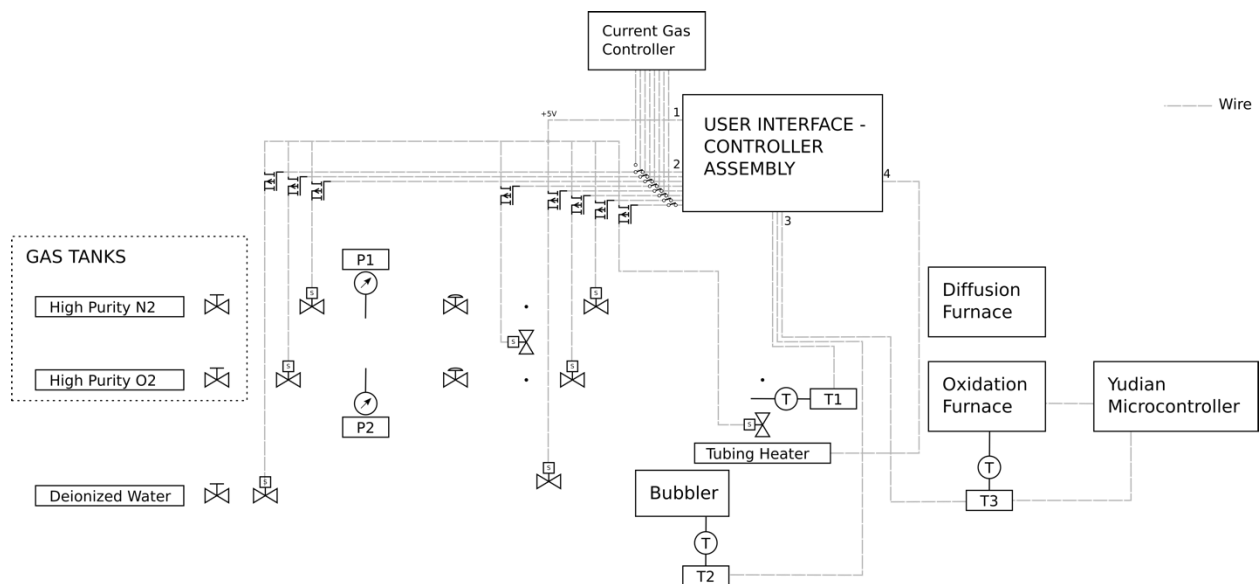 Current Gas
Controller
+5V
1
USER INTERFACE -
CONTROLLER
ASSEMBLY
Wire
2
4
3
GAS TANKS
P1
High Purity N2
S
S
Diffusion
Furnace
S
High Purity O2
S
S
P2
T
T1
S
Oxidation
Furnace
Yudian
Microcontroller
Tubing Heater
T
T3
Deionized Water
S
S
Bubbler
T
T2